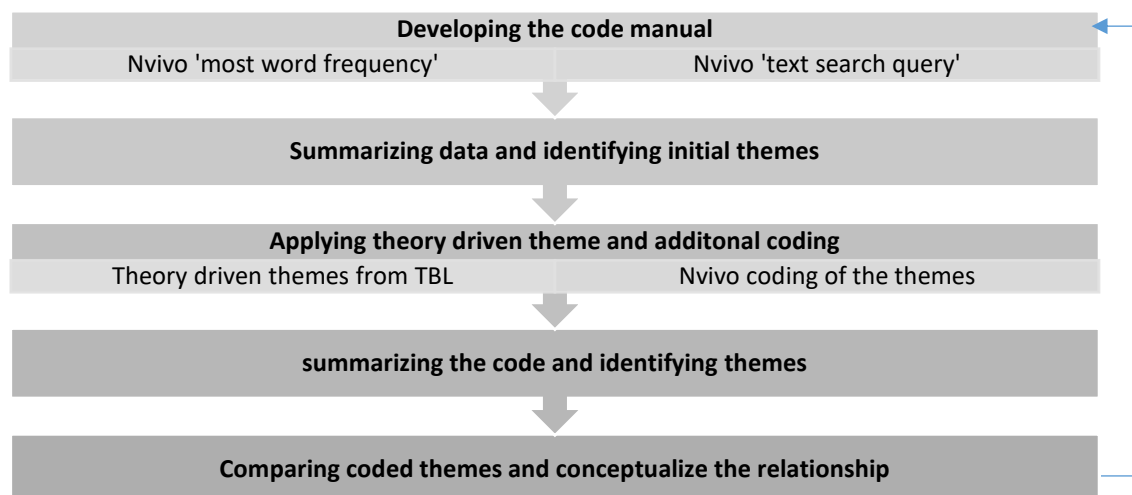 Developing the code manual
Nvivo 'most word frequency' Nvivo 'text search query'
Summarizing data and identifying initial themes
Applying theory driven theme and additonal coding
Theory driven themes from TBL Nvivo coding of the themes
summarizing the code and identifying themes
Comparing coded themes and conceptualize the relationship